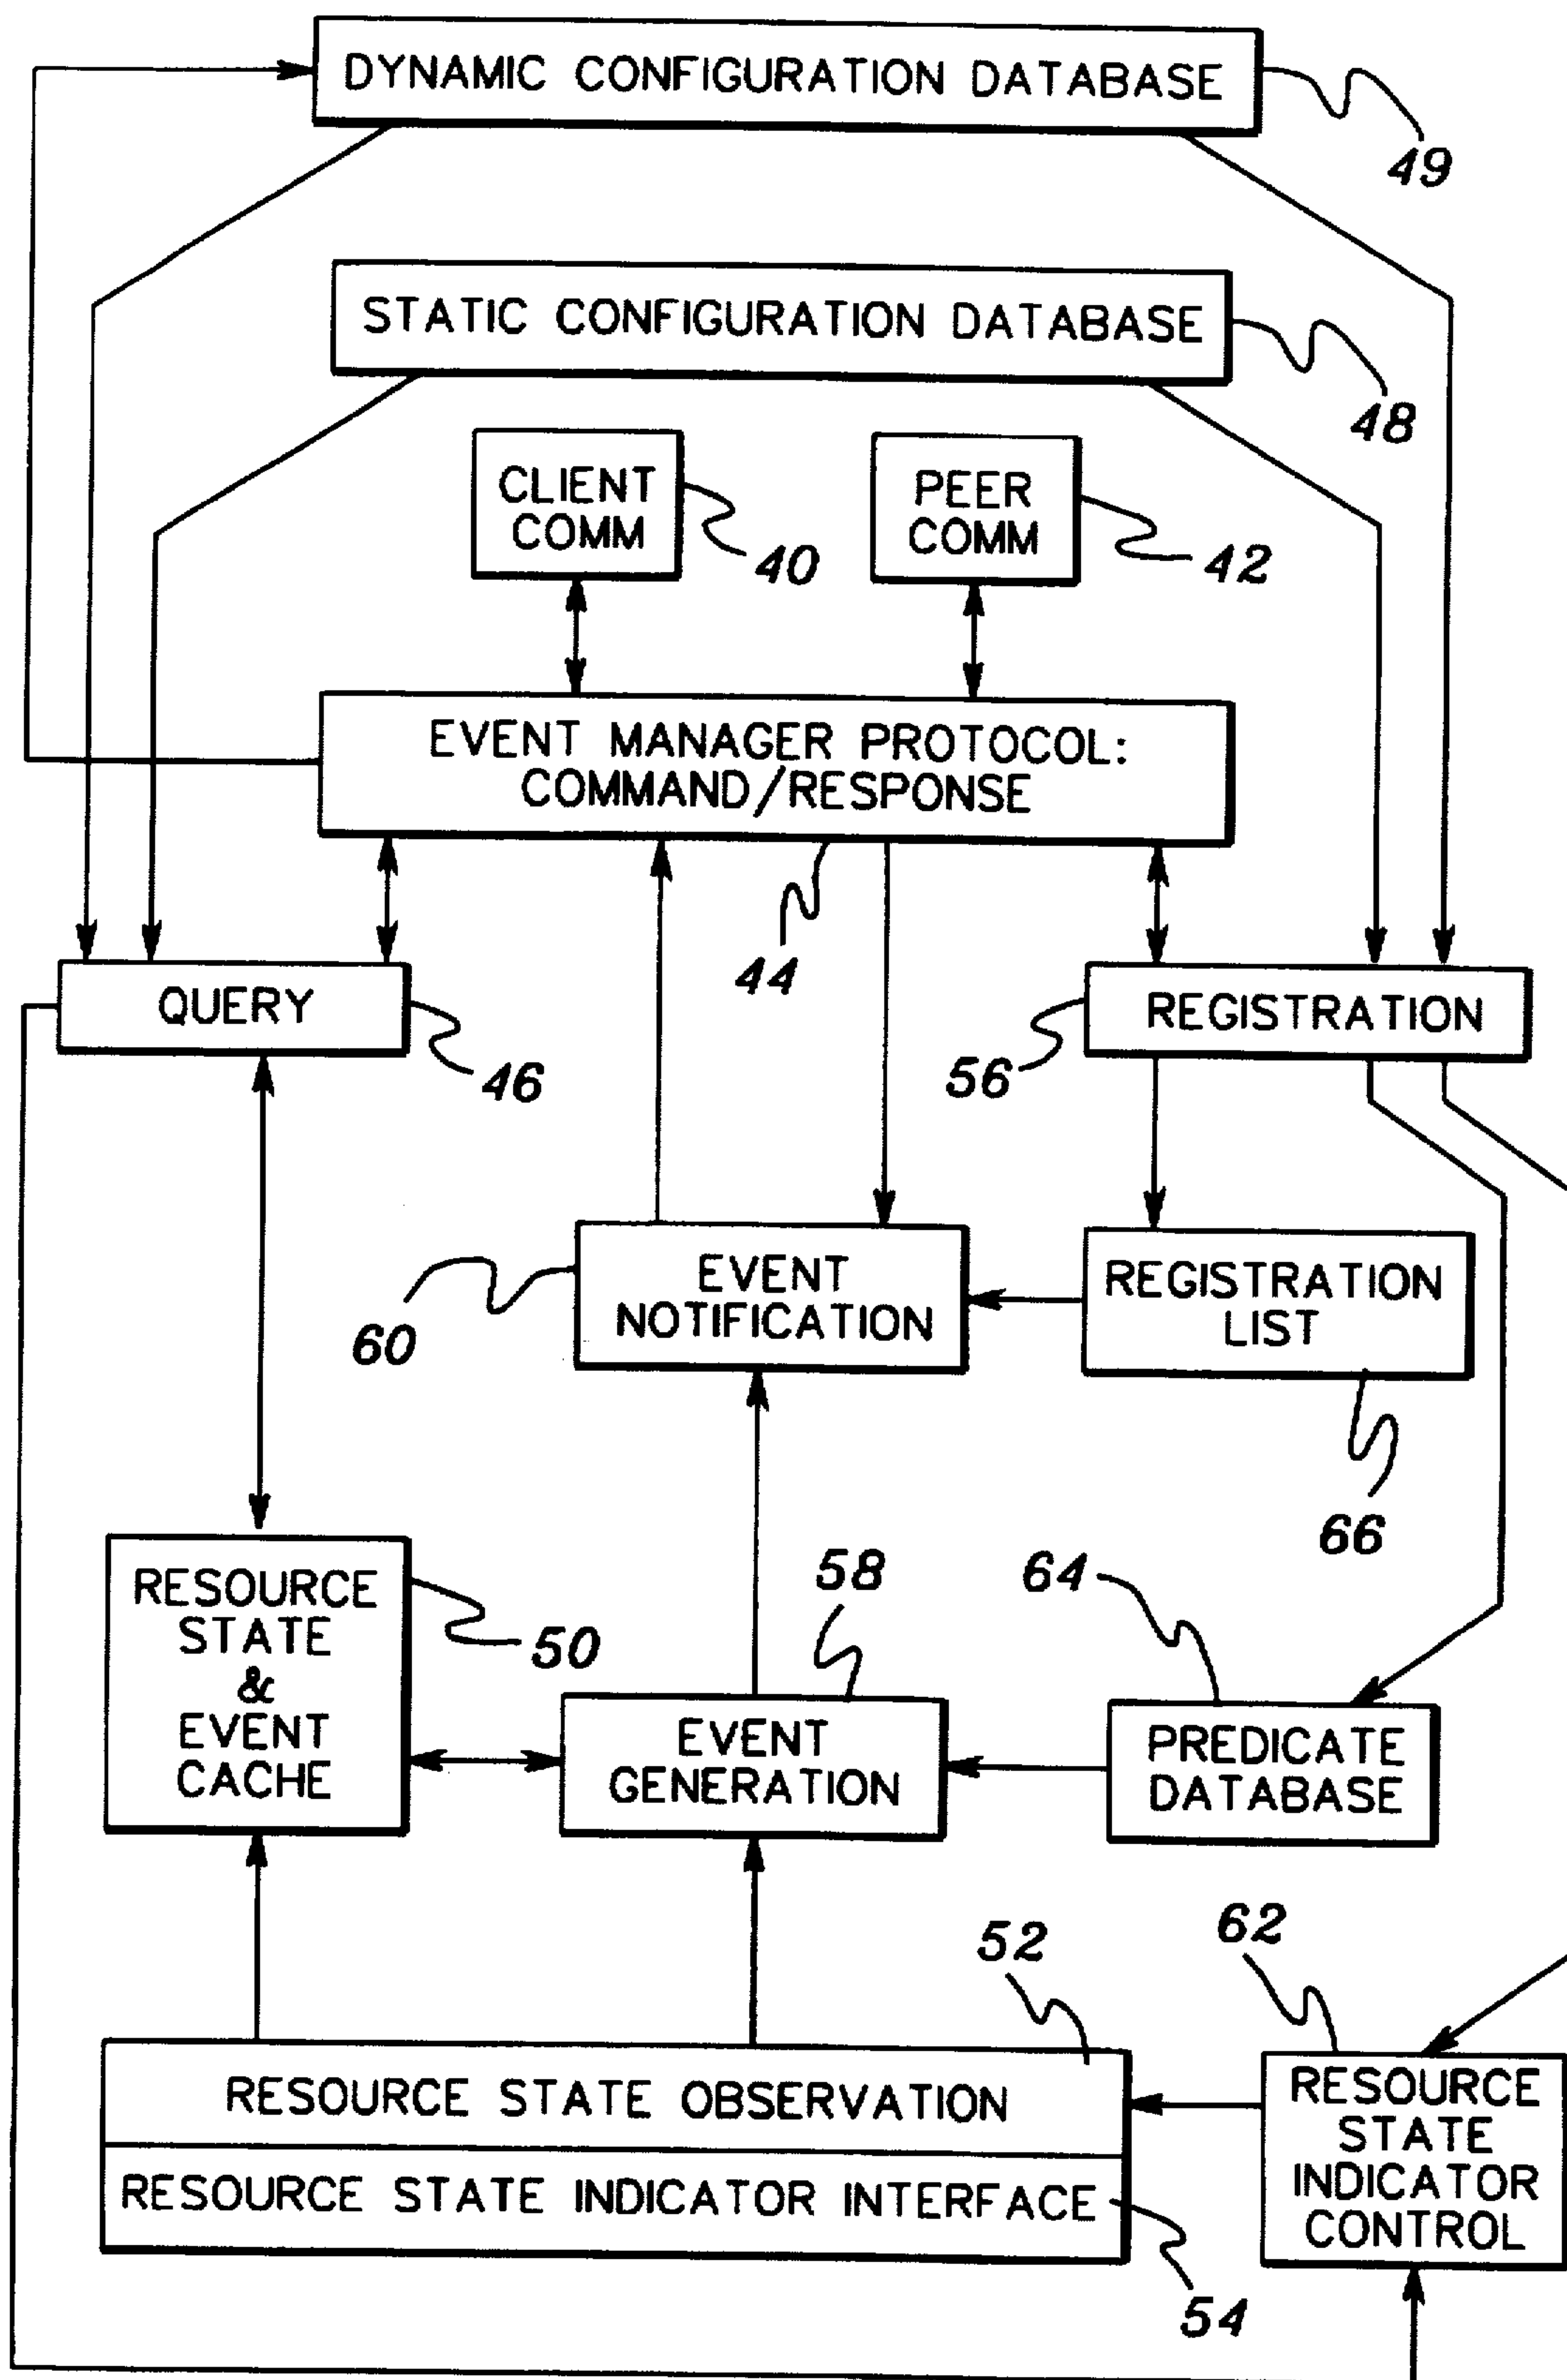 DYNAMIC CONFIGURATION DATABASE
49
STATIC CONFIGURATION DATABASE
48
CLIENT
COMM
40
PEER
COMM
42
EVENT MANAGER PROTOCOL:
COMMAND/RESPONSE
44
QUERY
46
REGISTRATION
56
EVENT
NOTIFICATION
60
REGISTRATION
LIST
66
RESOURCE
STATE
&
EVENT
CACHE
50
58
EVENT
GENERATION
64
PREDICATE
DATABASE
52
RESOURCE STATE OBSERVATION
RESOURCE STATE INDICATOR INTERFACE
54
62
RESOURCE
STATE
INDICATOR
CONTROL